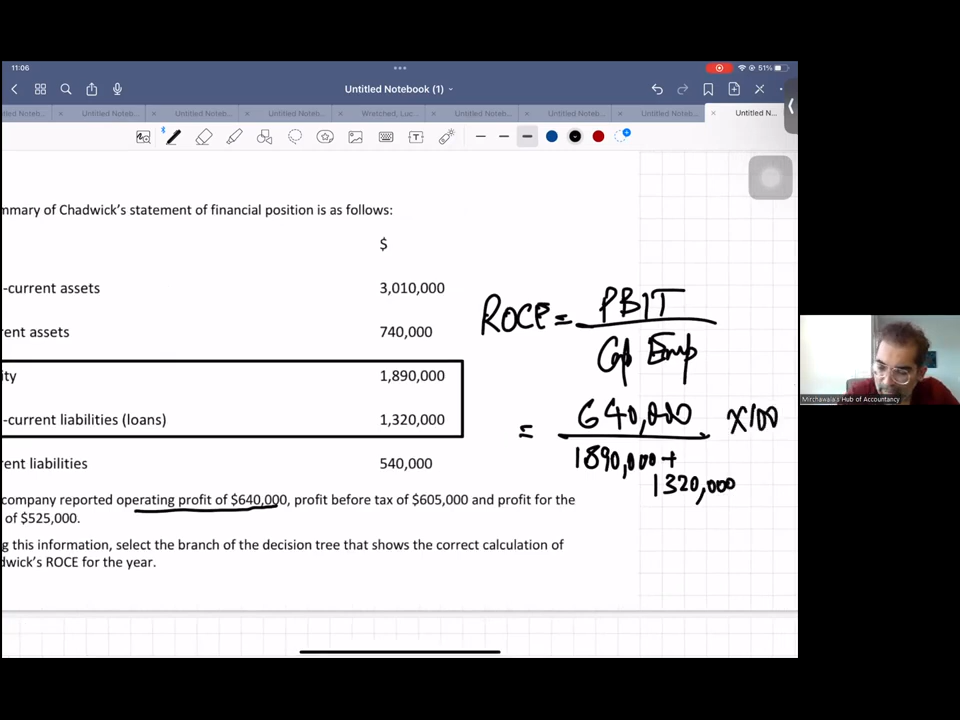 11:06
51%
Untitled Notebook (1)
Untitled Noteb...
Untitled Noteb...
Untitled Noteb...
Wretched, Luc...
Untitled Noteb...
Untitled Noteb...
Untitled N...
mmary of Chadwick's statement of financial position is as follows:
$
-current assets 3,010,000
rent assets 740,000
ity 1,890,000
-current liabilities (loans) 1,320,000
rent liabilities 540,000
company reported operating profit of $640,000, profit before tax of $605,000 and profit for the
of $525,000.
g this information, select the branch of the decision tree that shows the correct calculation of
dwick's ROCE for the year.
ROCE = PBIT
Cap Emp
= 640,000 X100
1890,000 +
1320,000
Mirchawala's Hub of Accountancy